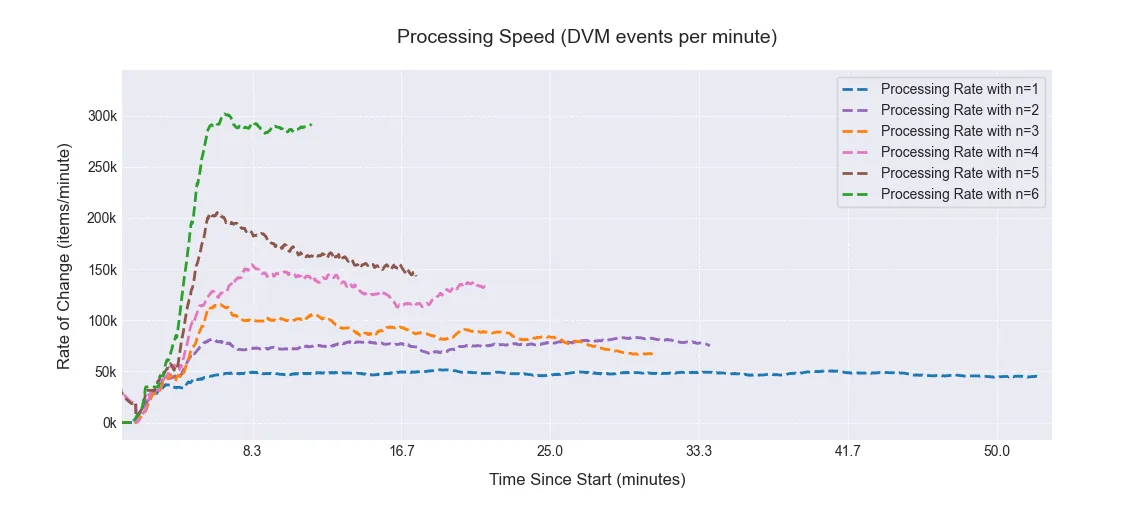 Processing Speed (DVM events per minute)
Rate of Change (items/minute)
300k
250k
200k
150k
100k
50k
0k
Processing Rate with n=1
Processing Rate with n=2
Processing Rate with n=3
Processing Rate with n=4
Processing Rate with n=5
Processing Rate with n=6
8.3 16.7 25.0 33.3 41.7 50.0
Time Since Start (minutes)